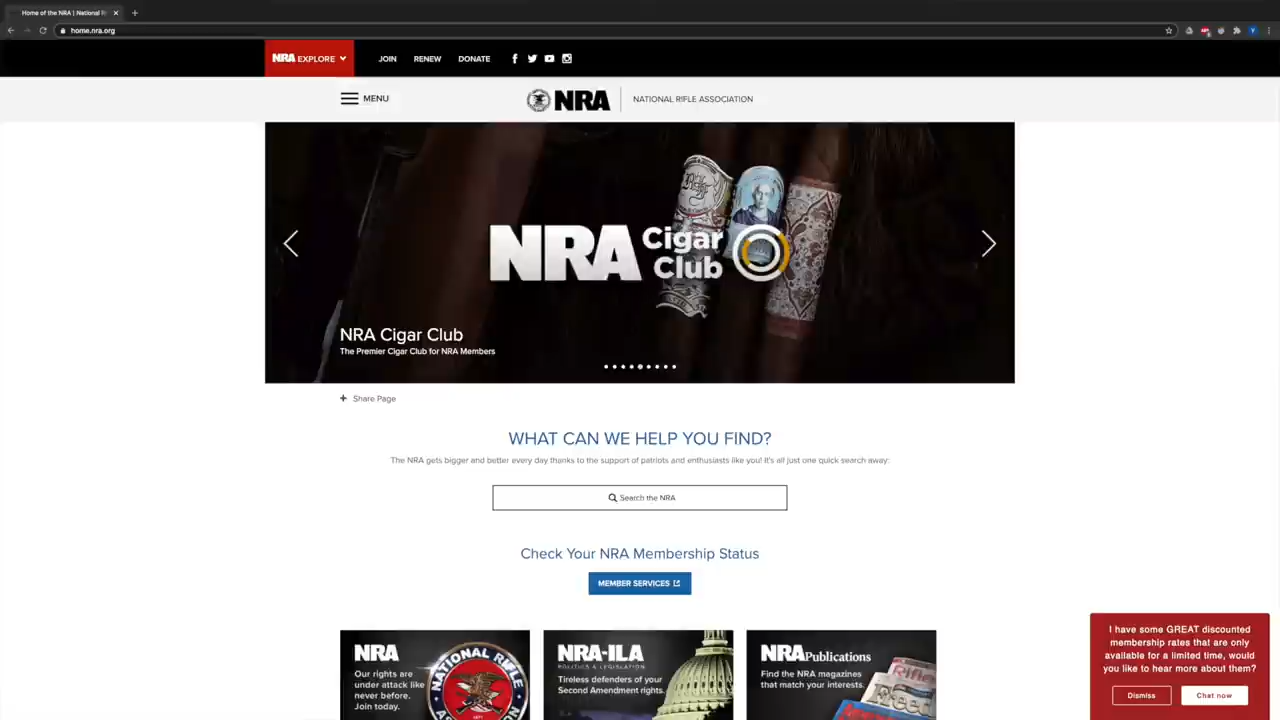 Home of the NRA | National R
home.nra.org
NRA EXPLORE
JOIN
RENEW
DONATE
MENU
NRA
NATIONAL RIFLE ASSOCIATION
NRA Cigar Club
NRA Cigar Club
The Premier Cigar Club for NRA Members
Share Page
WHAT CAN WE HELP YOU FIND?
The NRA gets bigger and better every day thanks to the support of patriots and enthusiasts like you! It's all just one quick search away:
Search the NRA
Check Your NRA Membership Status
MEMBER SERVICES
NRA
Our rights are
under attack like
never before.
Join today.
NATIONAL RIFLE
NRA-ILA
POLITICS & LEGISLATION
Tireless defenders of your
Second Amendment rights.
NRA Publications
Find the NRA magazines
that match your interests.
I have some GREAT discounted
membership rates that are only
available for a limited time, would
you like to hear more about them?
Dismiss
Chat now